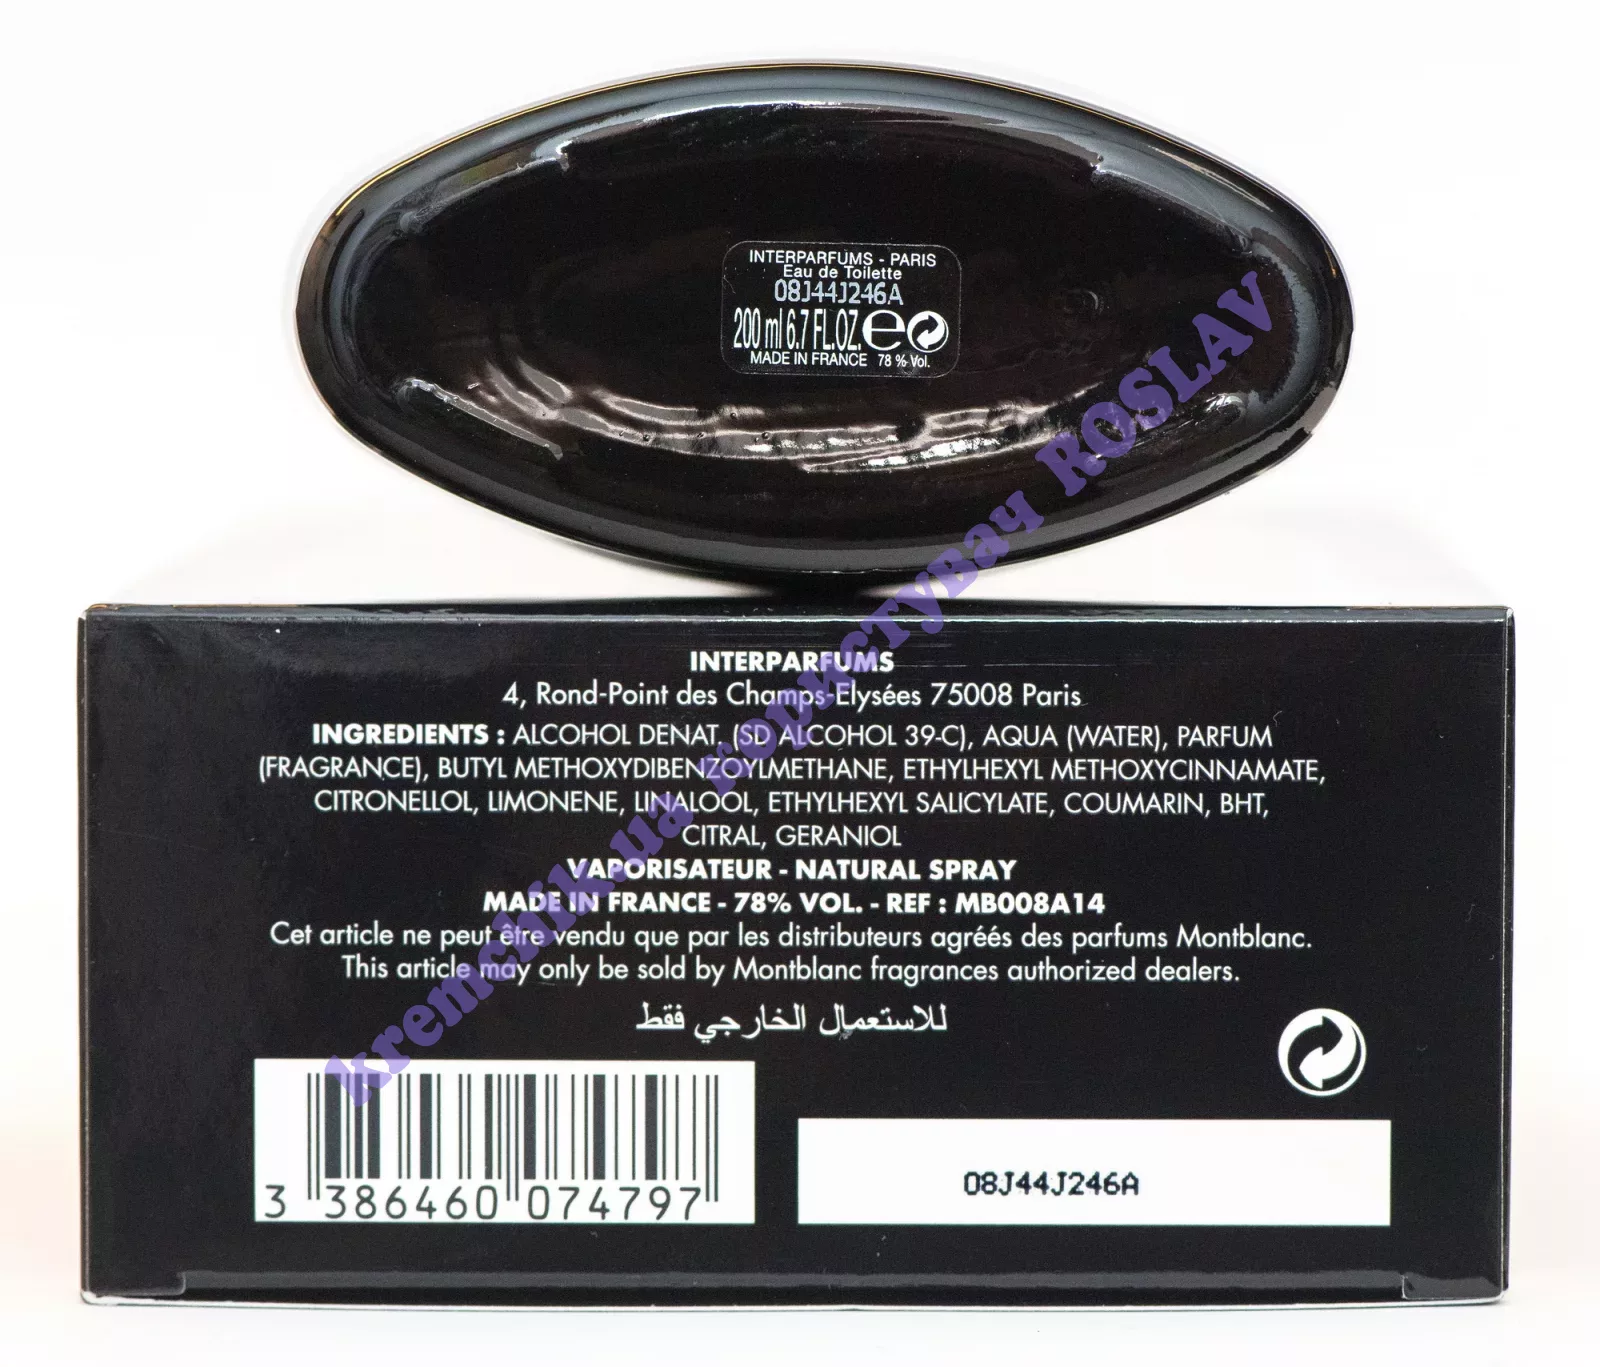 INTERPARFUMS - PARIS
Eau de Toilette
08J44J246A
200 ml 6.7 FL.OZ. e
MADE IN FRANCE 78 % Vol.
INTERPARFUMS
4, Rond-Point des Champs-Elysées 75008 Paris
INGREDIENTS : ALCOHOL DENAT. (SD ALCOHOL 39-C), AQUA (WATER), PARFUM
(FRAGRANCE), BUTYL METHOXYDIBENZOYLMETHANE, ETHYLHEXYL METHOXYCINNAMATE,
CITRONELLOL, LIMONENE, LINALOOL, ETHYLHEXYL SALICYLATE, COUMARIN, BHT,
CITRAL, GERANIOL
VAPORISATEUR - NATURAL SPRAY
MADE IN FRANCE - 78% VOL. - REF : MB008A14
Cet article ne peut être vendu que par les distributeurs agréés des parfums Montblanc.
This article may only be sold by Montblanc fragrances authorized dealers.
للاستعمال الخارجي فقط
3 386460 074797
08J44J246A
kremchik.ua користувач ROSLAV